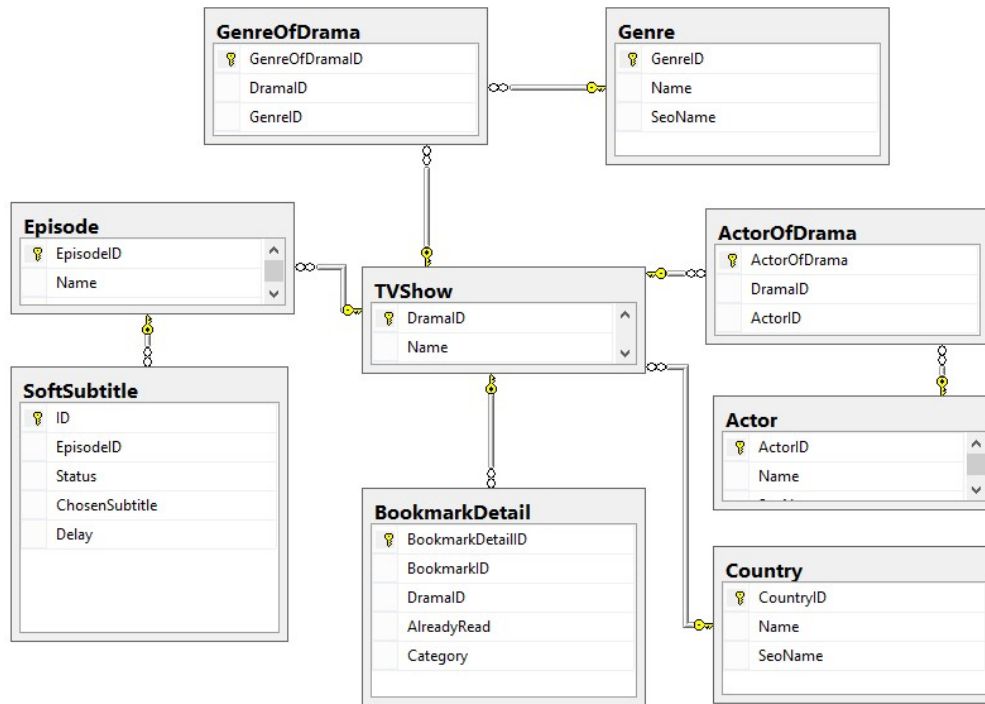 GenreOfDrama
GenreOfDramaID
DramaID
GenreID
Genre
GenreID
Name
SeoName
Episode
EpisodeID
Name
TVShow
DramaID
Name
ActorOfDrama
ActorOfDrama
DramaID
ActorID
SoftSubtitle
ID
EpisodeID
Status
ChosenSubtitle
Delay
Actor
ActorID
Name
BookmarkDetail
BookmarkDetailID
BookmarkID
DramaID
AlreadyRead
Category
Country
CountryID
Name
SeoName